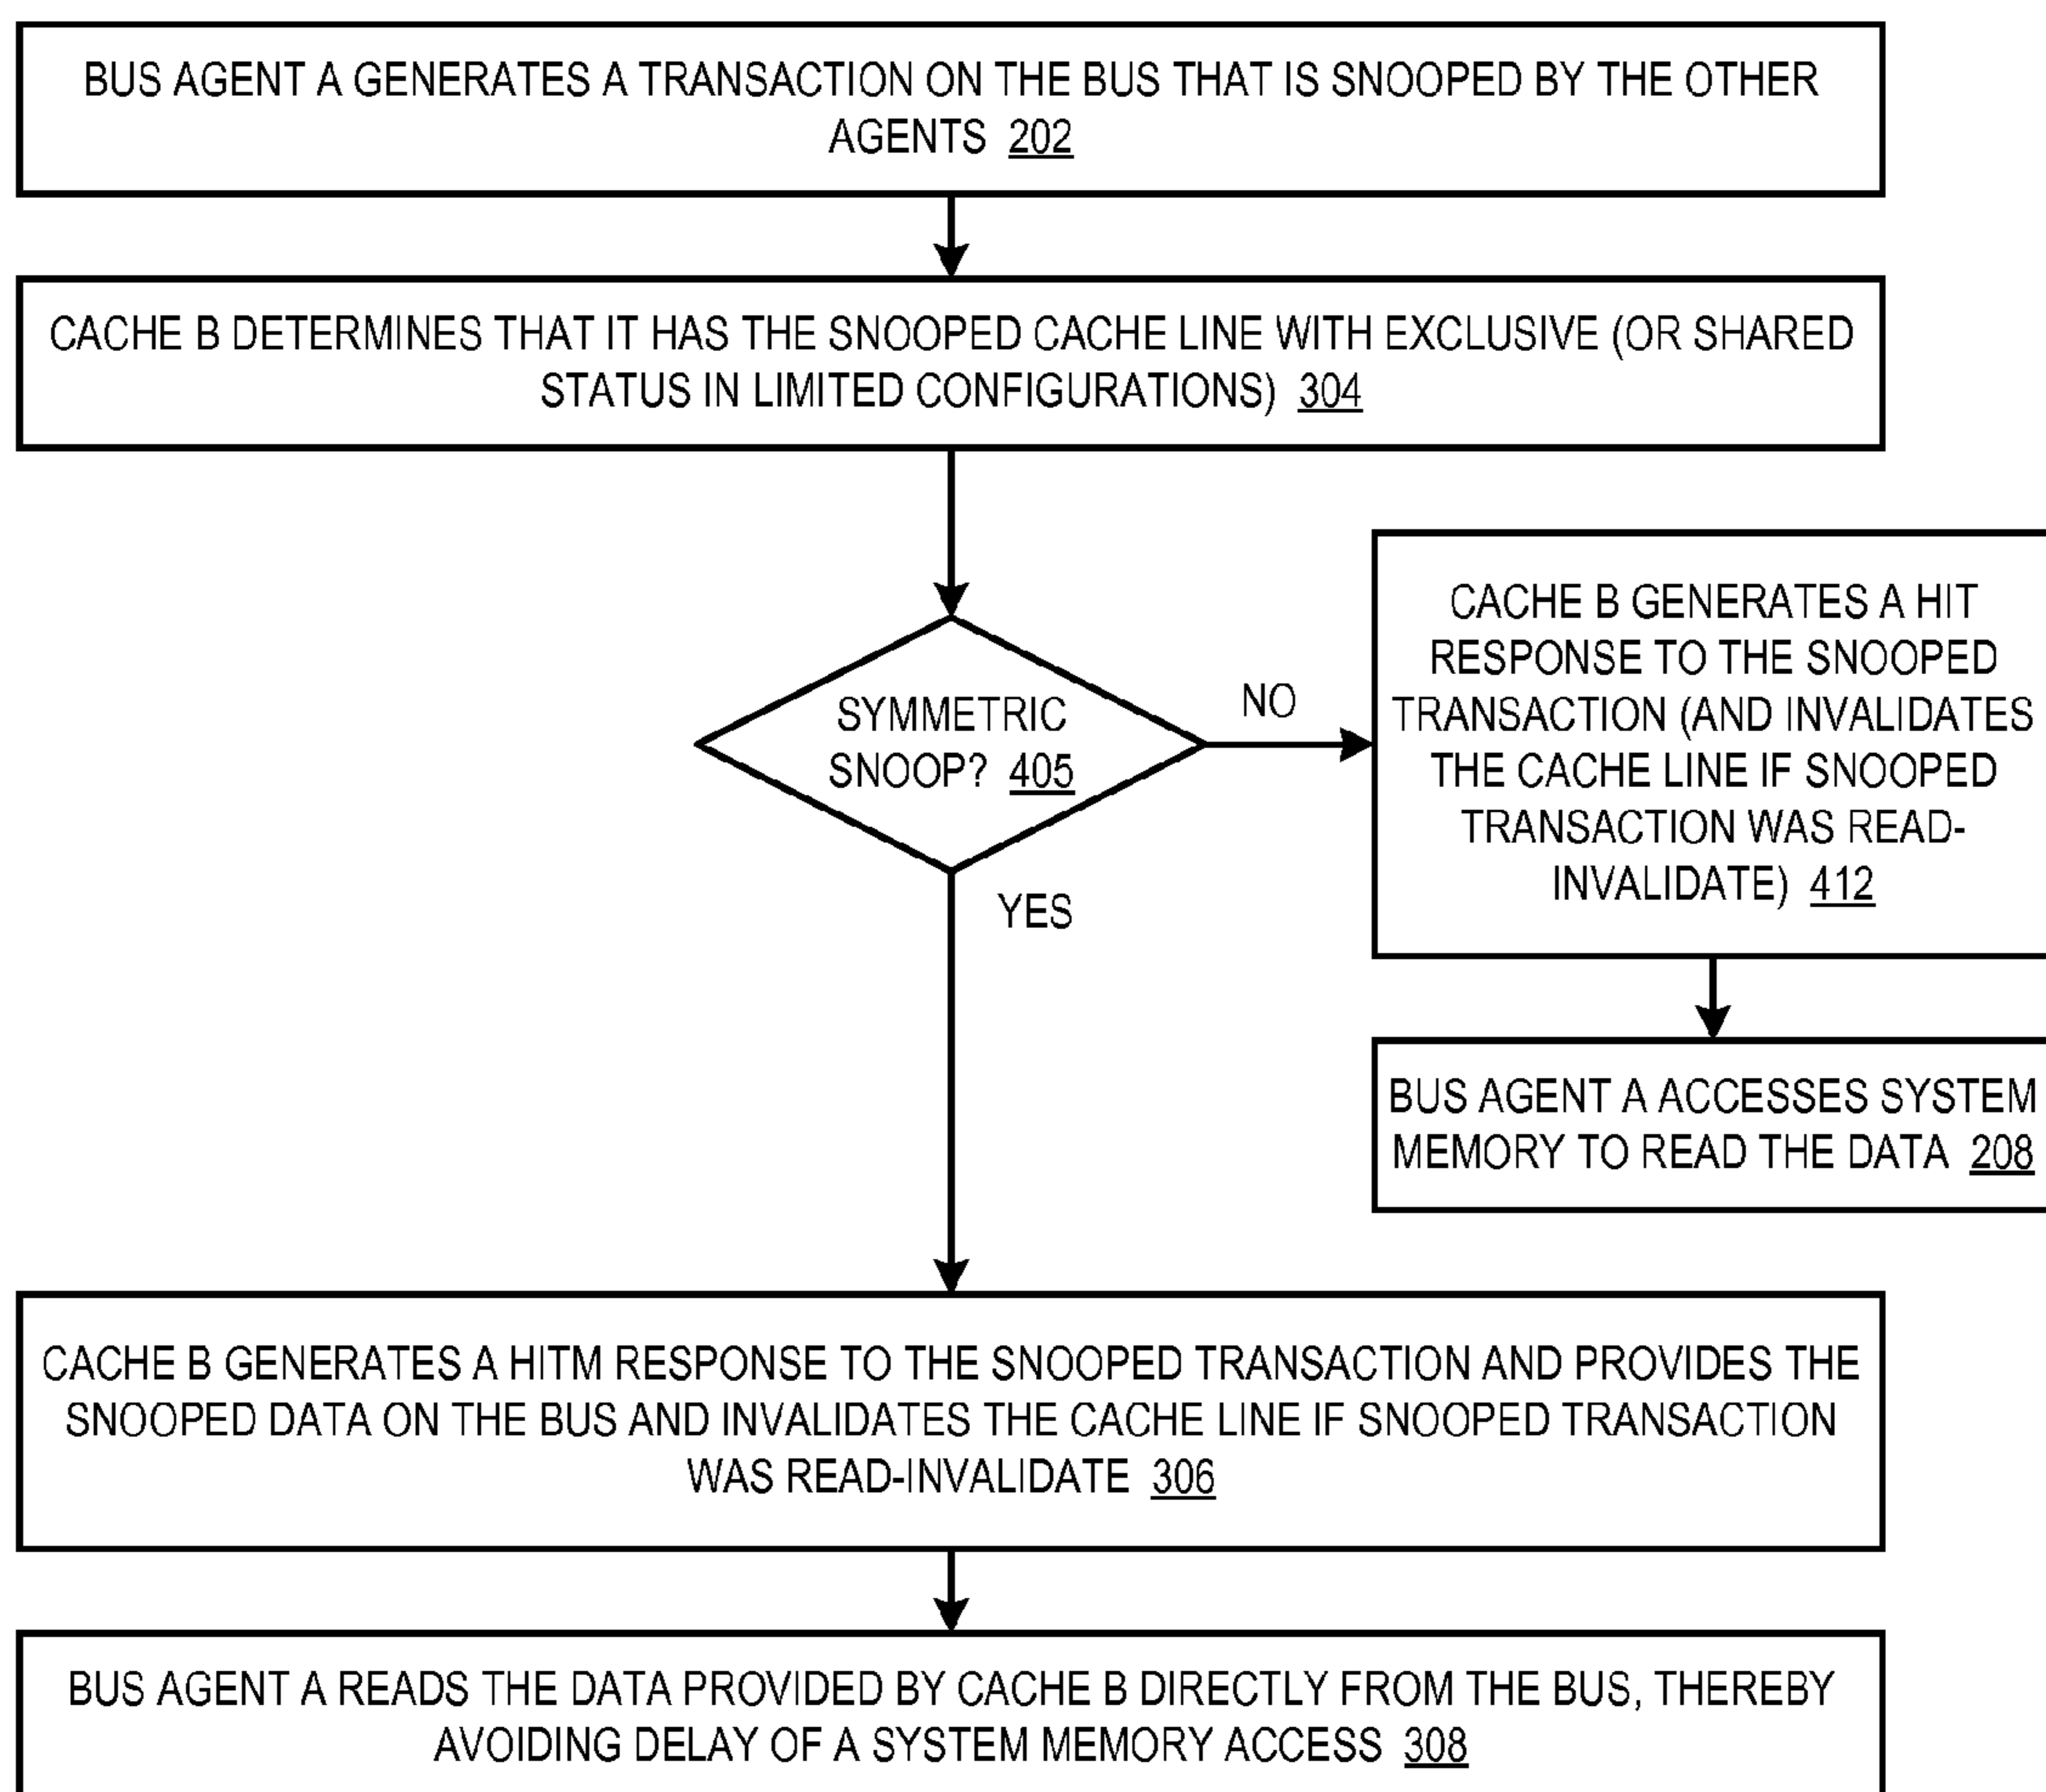 BUS AGENT A GENERATES A TRANSACTION ON THE BUS THAT IS SNOOPED BY THE OTHER
AGENTS 202
CACHE B DETERMINES THAT IT HAS THE SNOOPED CACHE LINE WITH EXCLUSIVE (OR SHARED
STATUS IN LIMITED CONFIGURATIONS) 304
SYMMETRIC
SNOOP? 405
NO
YES
CACHE B GENERATES A HIT
RESPONSE TO THE SNOOPED
TRANSACTION (AND INVALIDATES
THE CACHE LINE IF SNOOPED
TRANSACTION WAS READ-
INVALIDATE) 412
BUS AGENT A ACCESSES SYSTEM
MEMORY TO READ THE DATA 208
CACHE B GENERATES A HITM RESPONSE TO THE SNOOPED TRANSACTION AND PROVIDES THE
SNOOPED DATA ON THE BUS AND INVALIDATES THE CACHE LINE IF SNOOPED TRANSACTION
WAS READ-INVALIDATE 306
BUS AGENT A READS THE DATA PROVIDED BY CACHE B DIRECTLY FROM THE BUS, THEREBY
AVOIDING DELAY OF A SYSTEM MEMORY ACCESS 308